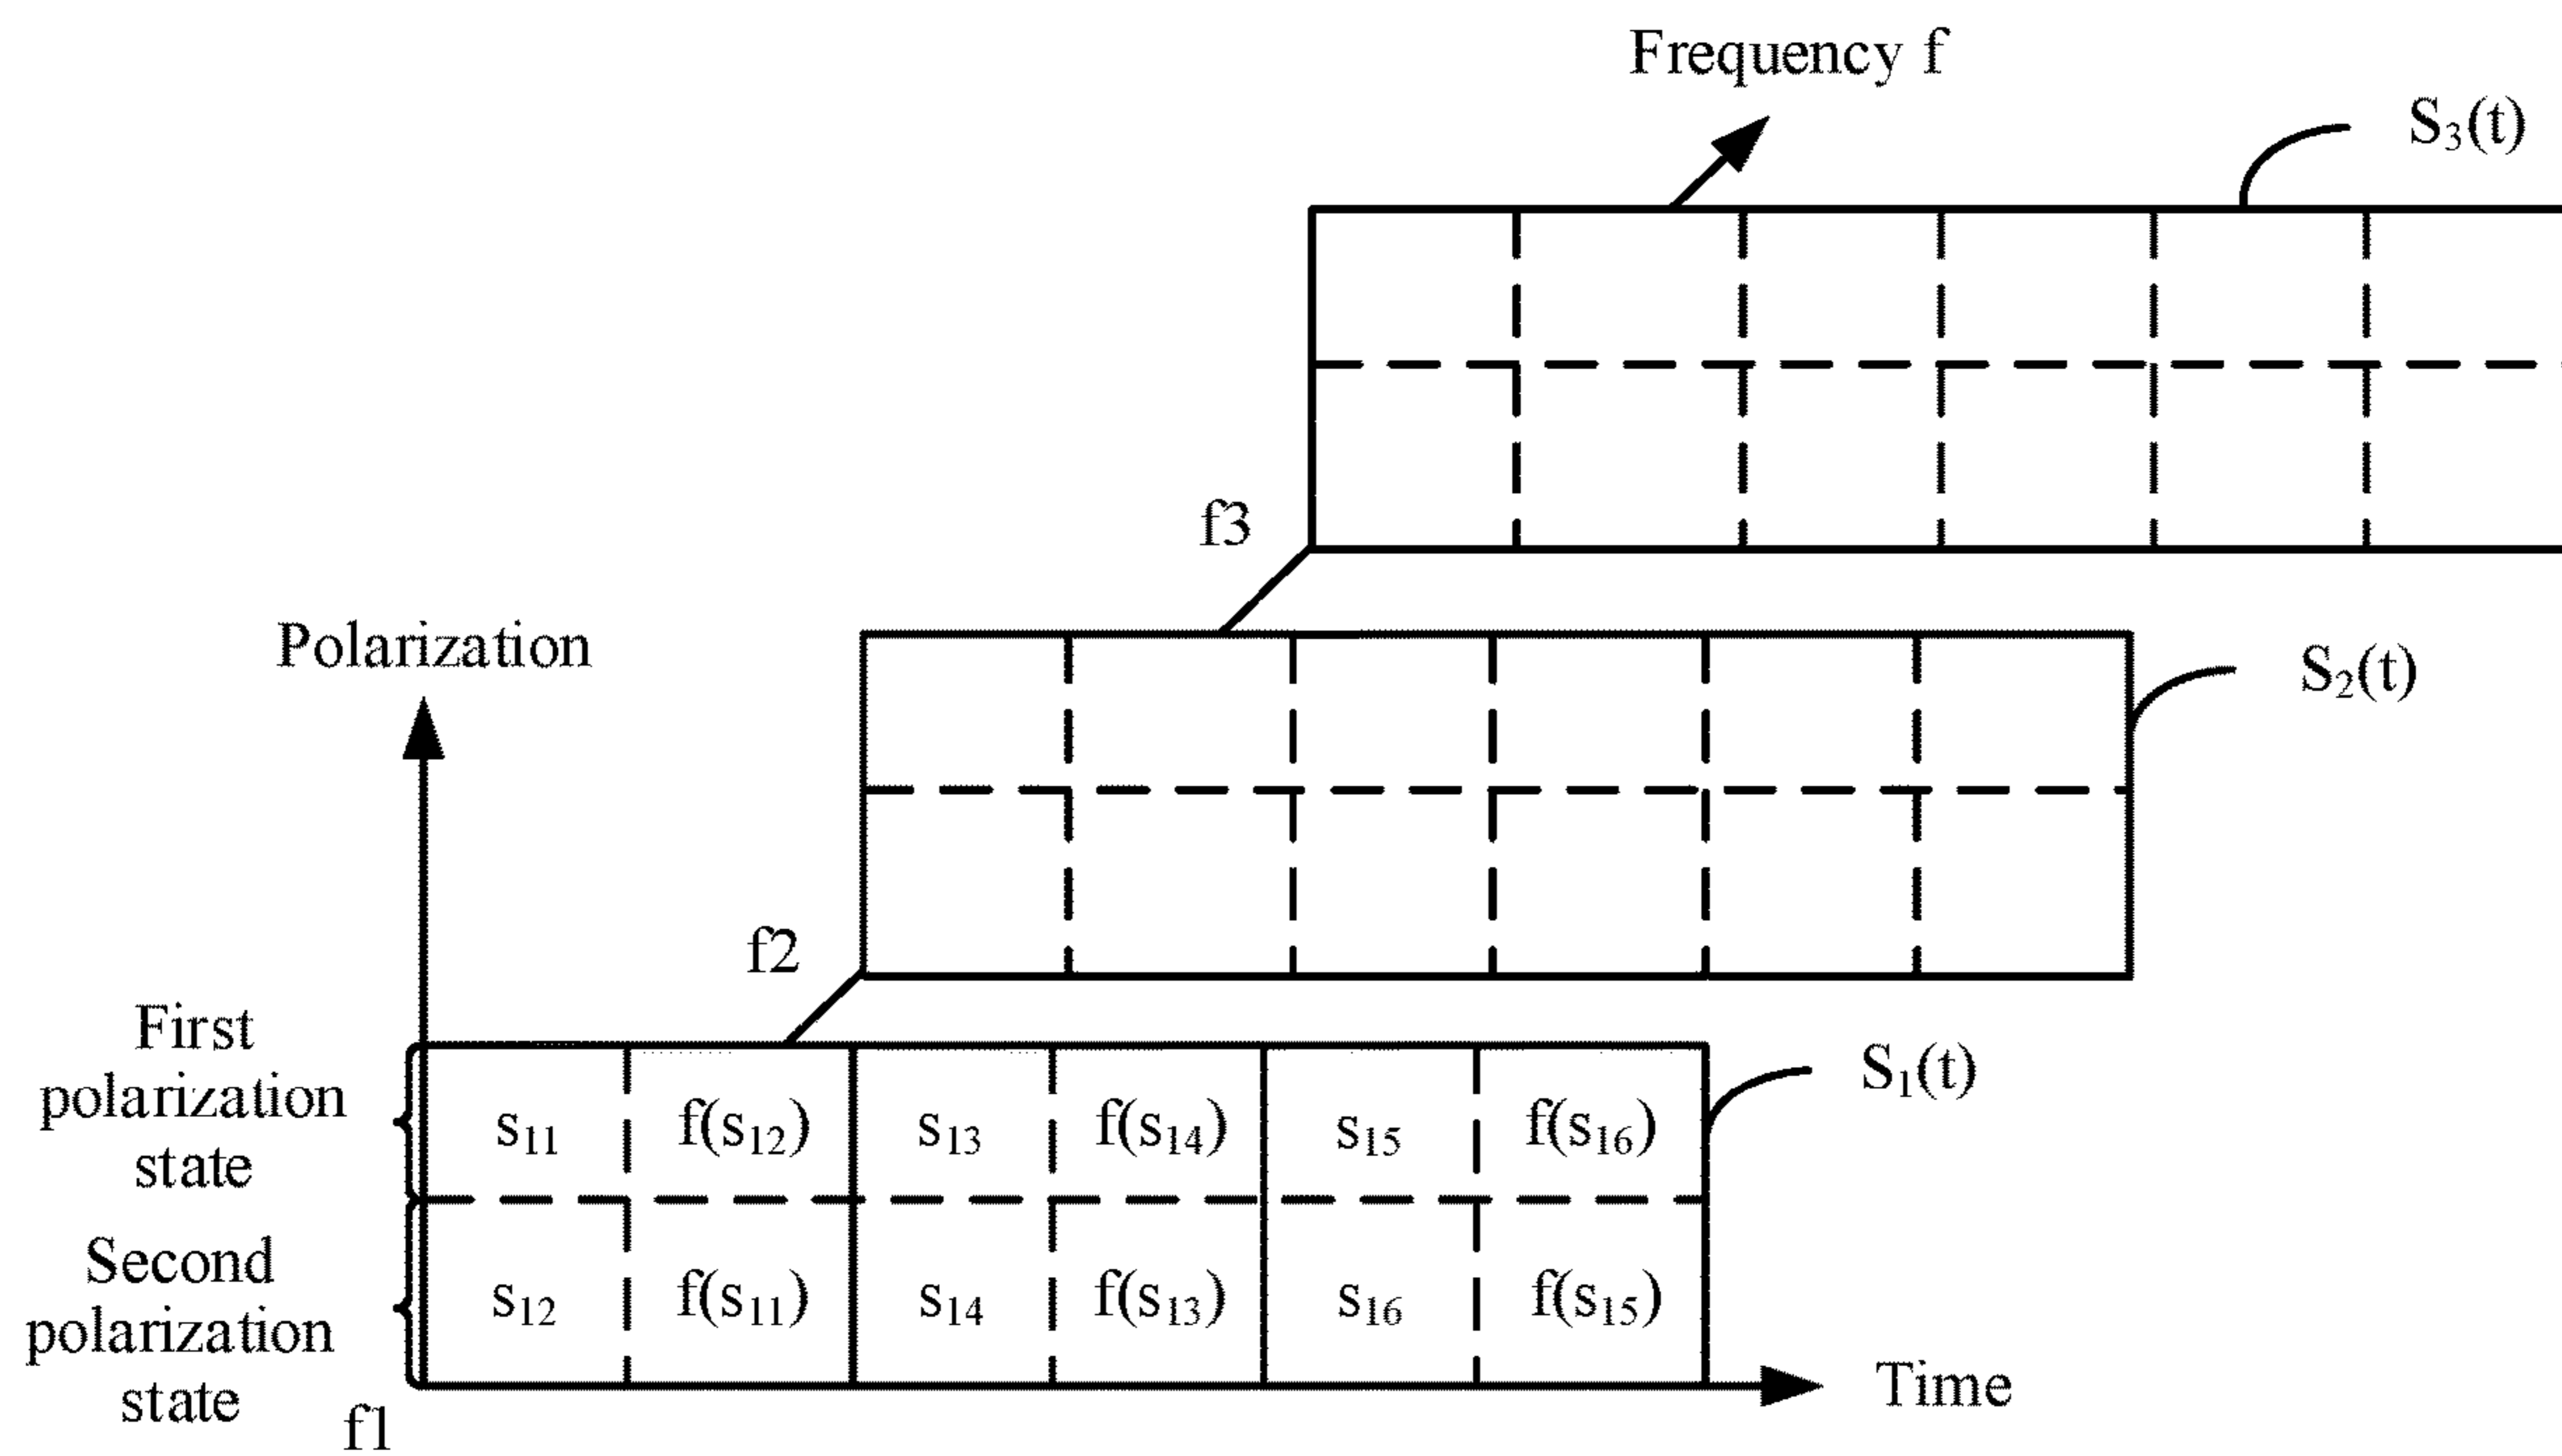 Frequency f
S₃(t)
f3
Polarization
S₂(t)
f2
First
polarization
state
S₁(t)
s₁₁ f(s₁₂) s₁₃ f(s₁₄) s₁₅ f(s₁₆)
Second
polarization
state
s₁₂ f(s₁₁) s₁₄ f(s₁₃) s₁₆ f(s₁₅)
Time
f1